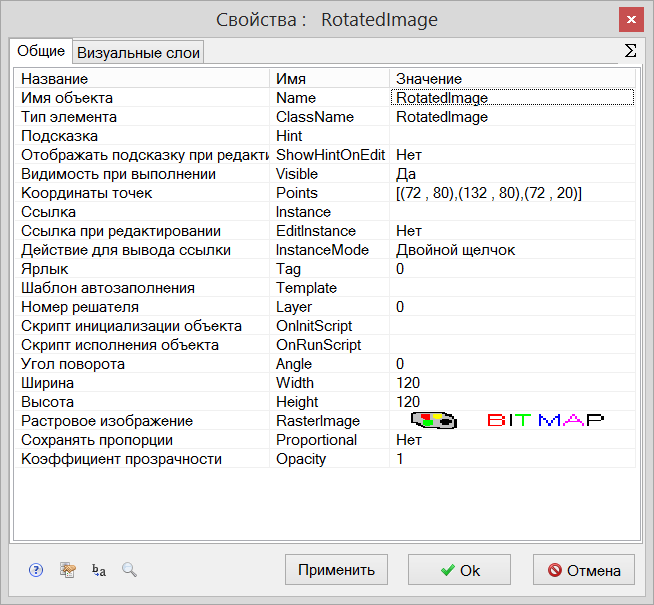 Свойства : RotatedImage
Общие Визуальные слои Σ
Название Имя Значение
Имя объекта Name RotatedImage
Тип элемента ClassName RotatedImage
Подсказка Hint
Отображать подсказку при редакти ShowHintOnEdit Нет
Видимость при выполнении Visible Да
Координаты точек Points [(72 , 80),(132 , 80),(72 , 20)]
Ссылка Instance
Ссылка при редактировании EditInstance Нет
Действие для вывода ссылки InstanceMode Двойной щелчок
Ярлык Tag 0
Шаблон автозаполнения Template
Номер решателя Layer 0
Скрипт инициализации объекта OnInitScript
Скрипт исполнения объекта OnRunScript
Угол поворота Angle 0
Ширина Width 120
Высота Height 120
Растровое изображение RasterImage BITMAP
Сохранять пропорции Proportional Нет
Коэффициент прозрачности Opacity 1
? b a Применить Ok Отмена